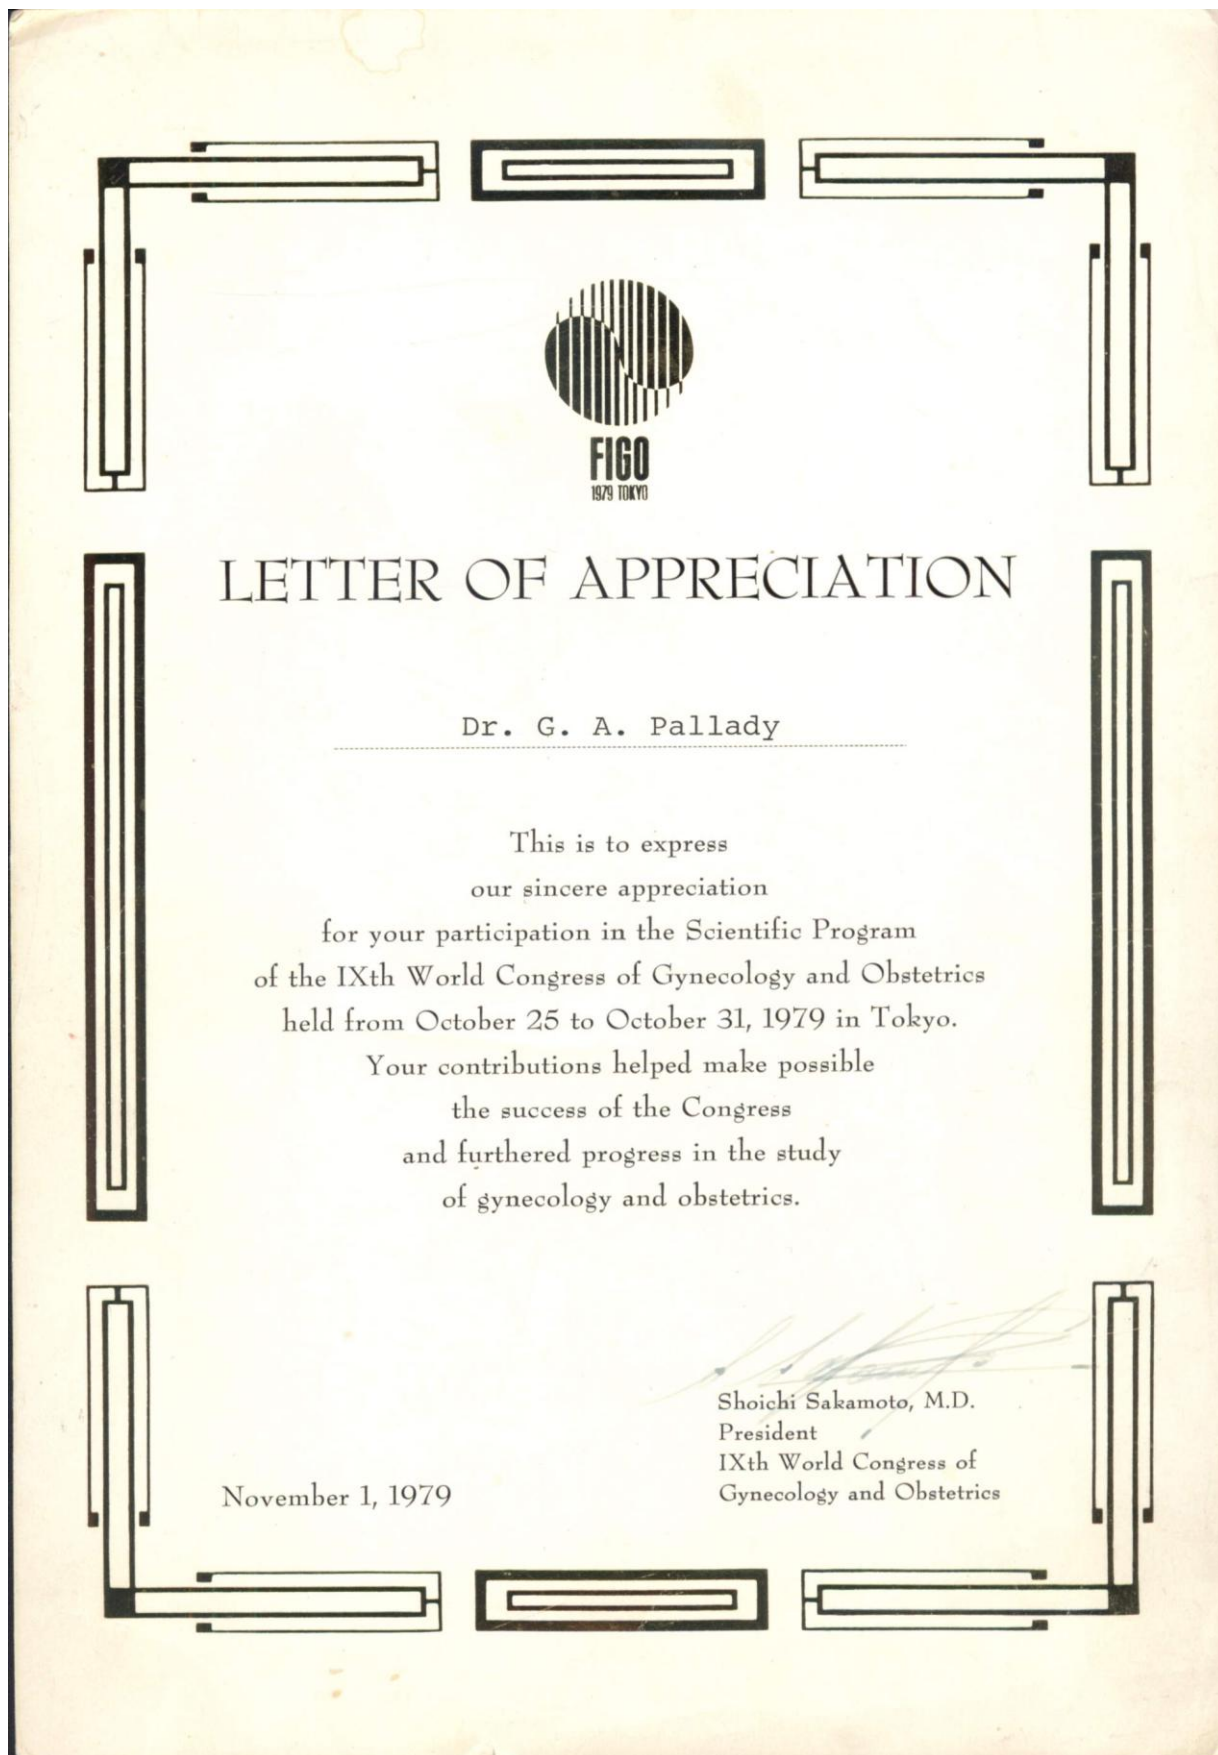 FIGO
1979 TOKYO
LETTER OF APPRECIATION
Dr. G. A. Pallady
This is to express
our sincere appreciation
for your participation in the Scientific Program
of the IXth World Congress of Gynecology and Obstetrics
held from October 25 to October 31, 1979 in Tokyo.
Your contributions helped make possible
the success of the Congress
and furthered progress in the study
of gynecology and obstetrics.
Shoichi Sakamoto, M.D.
President
IXth World Congress of
Gynecology and Obstetrics
November 1, 1979